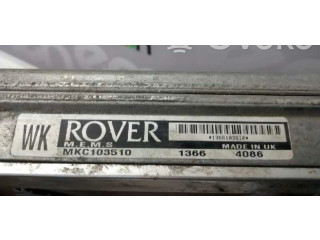 WK
ROVER
M.E.M.S
MKC103510
1366
MADE IN UK
4086